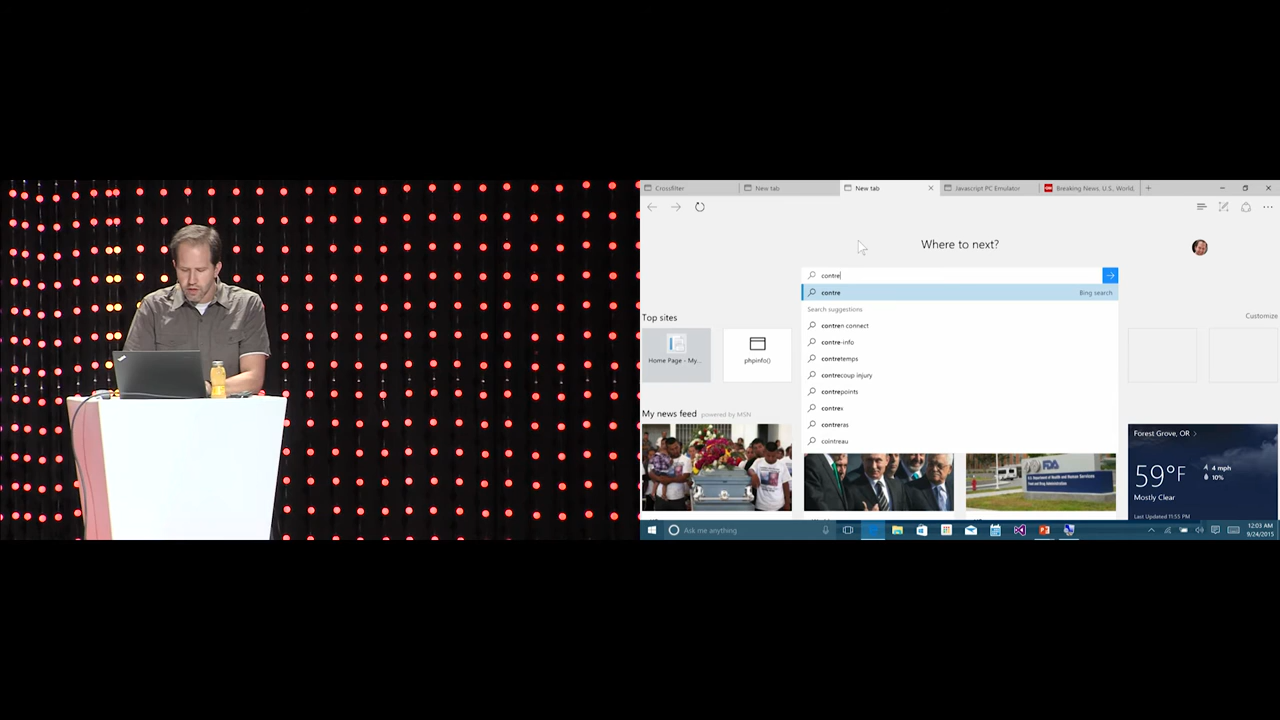 Crossfilter
New tab
New tab
Javascript PC Emulator
Breaking News, U.S., World,
Where to next?
contre
contre
Bing search
Search suggestions
contren connect
contre-info
contretemps
contrecoup injury
contrepoints
contrex
contreras
cointreau
Top sites
Customize
Home Page - My...
phpinfo()
My news feed
powered by MSN
FDA
Forest Grove, OR
59°F
4 mph
10%
Mostly Clear
Last Updated 11:55 PM
Ask me anything
12:03 AM
9/24/2015